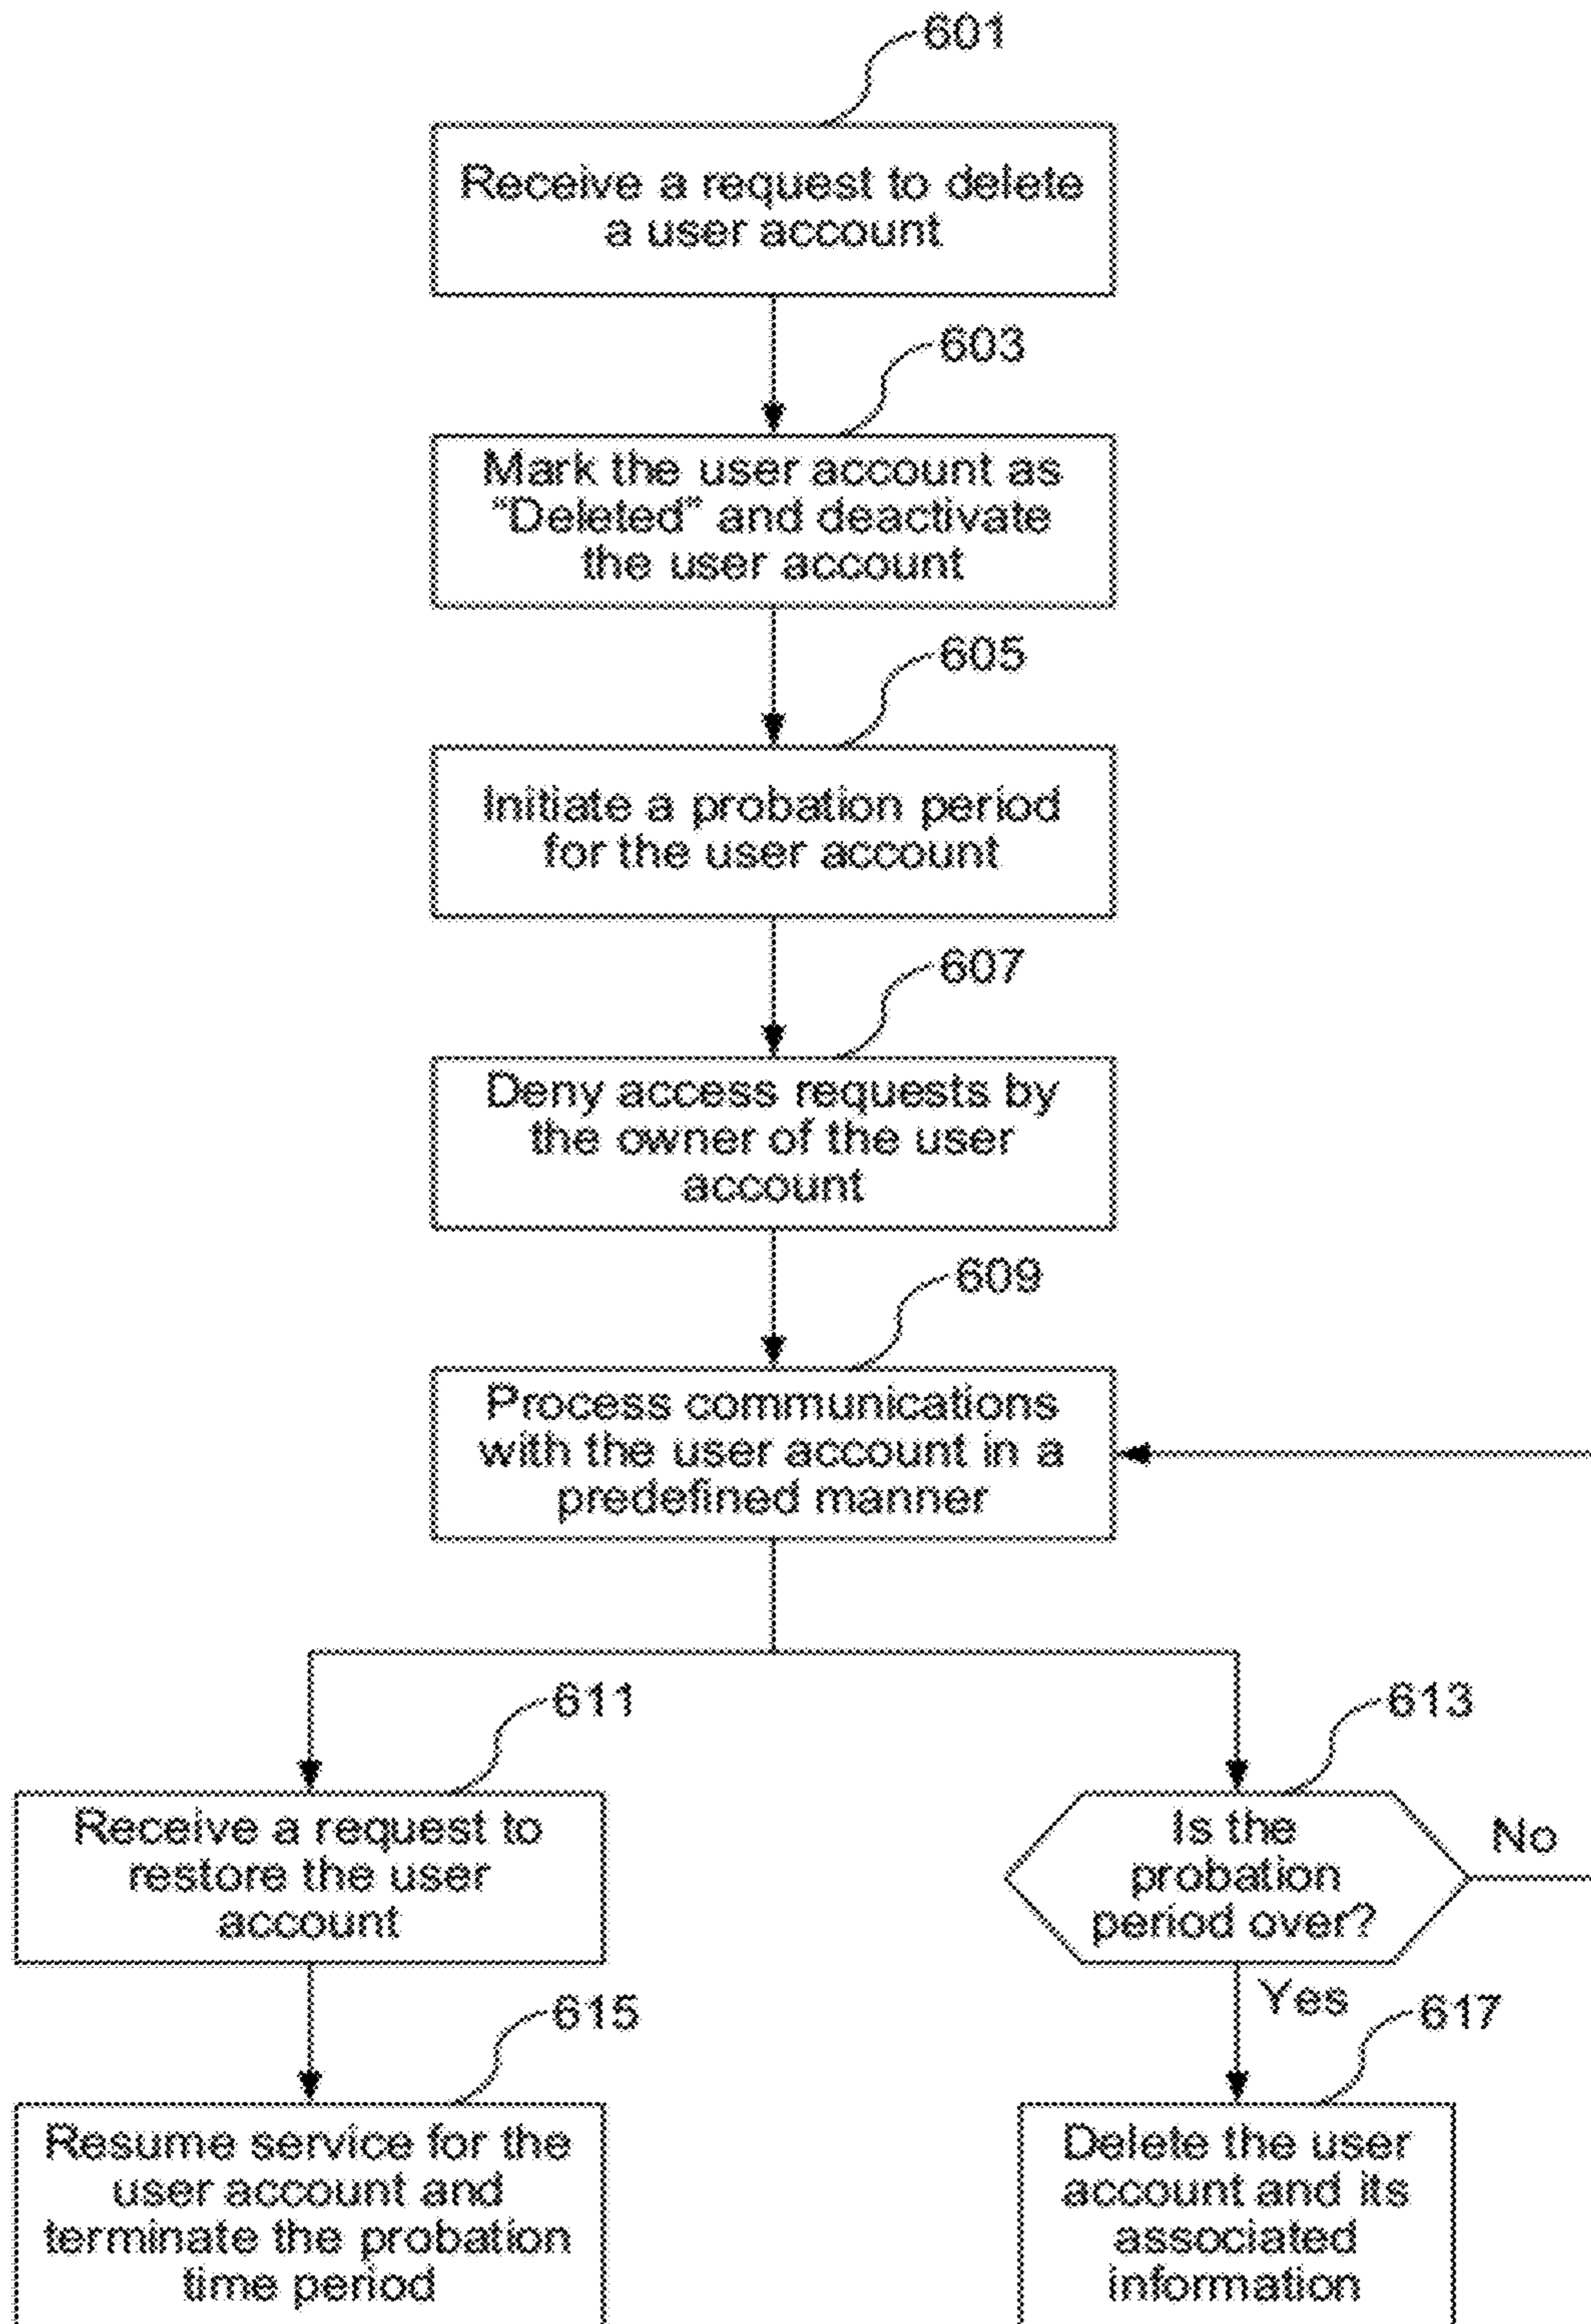 601
Receive a request to delete
a user account
603
Mark the user account as
“Deleted” and deactivate
the user account
605
Initiate a probation period
for the user account
607
Deny access requests by
the owner of the user
account
609
Process communications
with the user account in a
predefined manner
611
Receive a request to
restore the user
account
613
Is the
probation
period over?
No
Yes
615
Resume service for the
user account and
terminate the probation
time period
617
Delete the user
account and its
associated
information